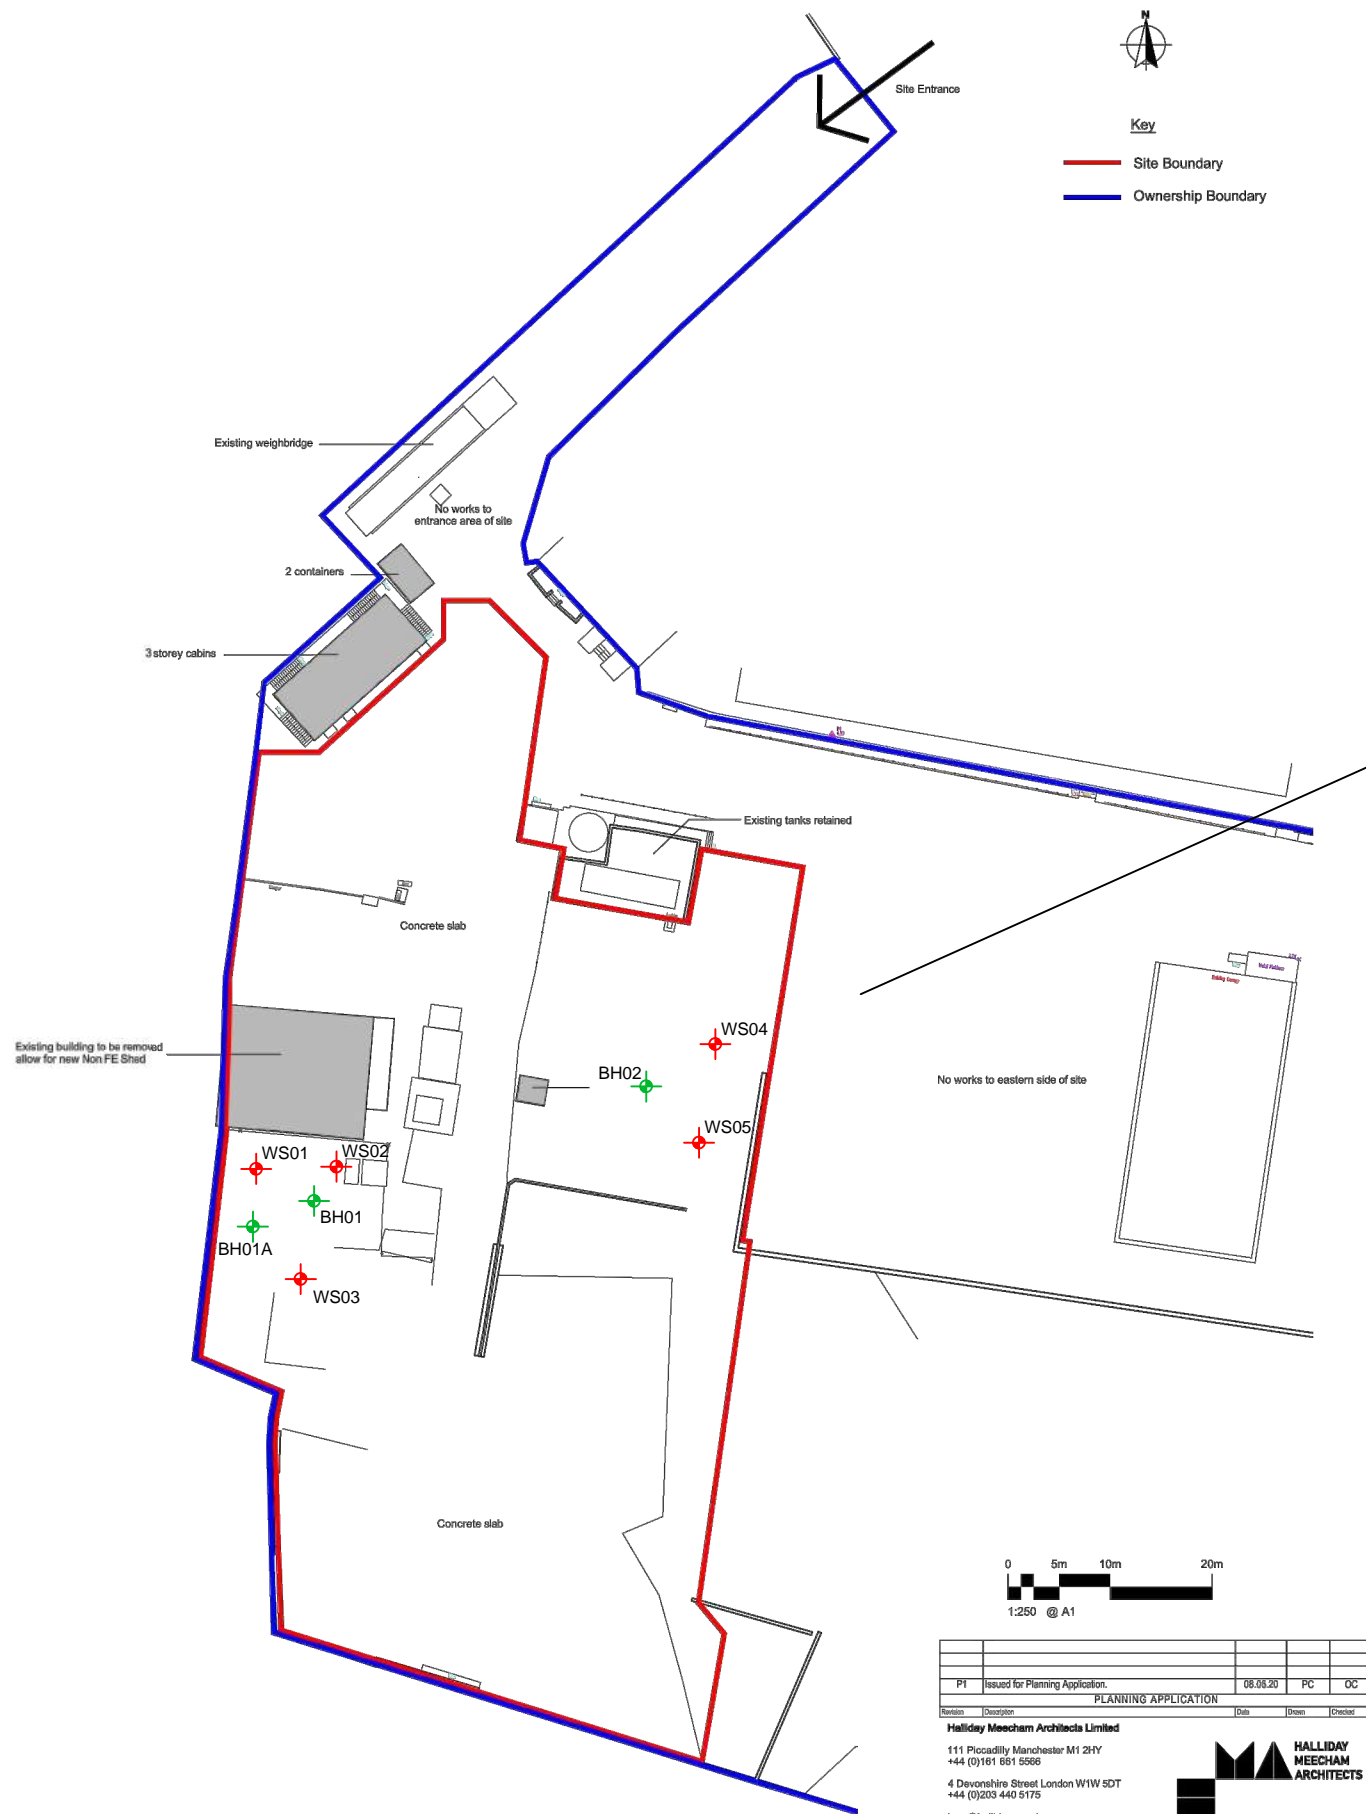 N
Site Entrance
Key
Site Boundary
Ownership Boundary
Existing weighbridge
No works to
entrance area of site
2 containers
3 storey cabins
Existing tanks retained
Concrete slab
Existing building to be removed
allow for new Non FE Shed
WS04
BH02
No works to eastern side of site
WS05
WS01
WS02
BH01
BH01A
WS03
Concrete slab
0 5m 10m 20m
1:250 @ A1
P1 Issued for Planning Application. 08.05.20 PC OC
PLANNING APPLICATION
Revision Description Date Drawn Checked
Halliday Meecham Architects Limited
111 Piccadilly Manchester M1 2HY
+44 (0)161 661 5566
4 Devonshire Street London W1W 5DT
+44 (0)203 440 5175
HALLIDAY
MEECHAM
ARCHITECTS